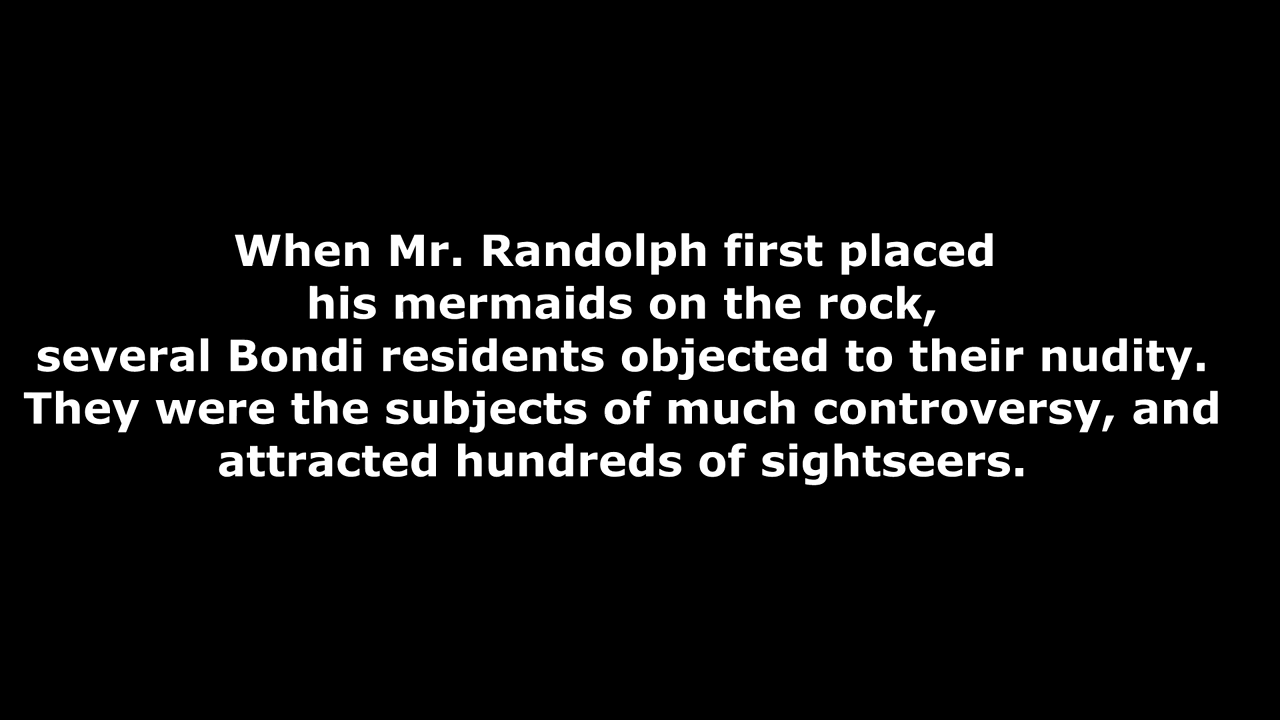 When Mr. Randolph first placed
his mermaids on the rock,
several Bondi residents objected to their nudity.
They were the subjects of much controversy, and
attracted hundreds of sightseers.